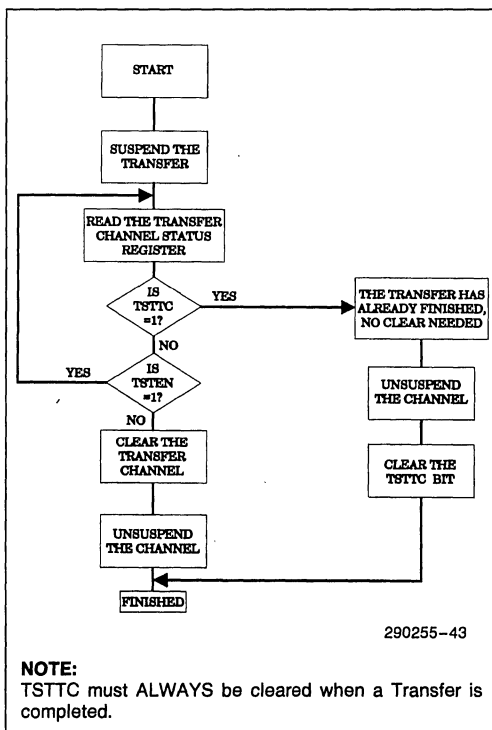 START
SUSPEND THE
TRANSFER
READ THE TRANSFER
CHANNEL STATUS
REGISTER
IS
TSTTC
=1?
YES
THE TRANSFER HAS
ALREADY FINISHED,
NO CLEAR NEEDED
NO
YES
IS
TSTEN
=1?
UNSUSPEND
THE CHANNEL
NO
CLEAR THE
TRANSFER
CHANNEL
CLEAR THE
TSTTC BIT
UNSUSPEND
THE CHANNEL
FINISHED
290255–43
NOTE:
TSTTC must ALWAYS be cleared when a Transfer is
completed.